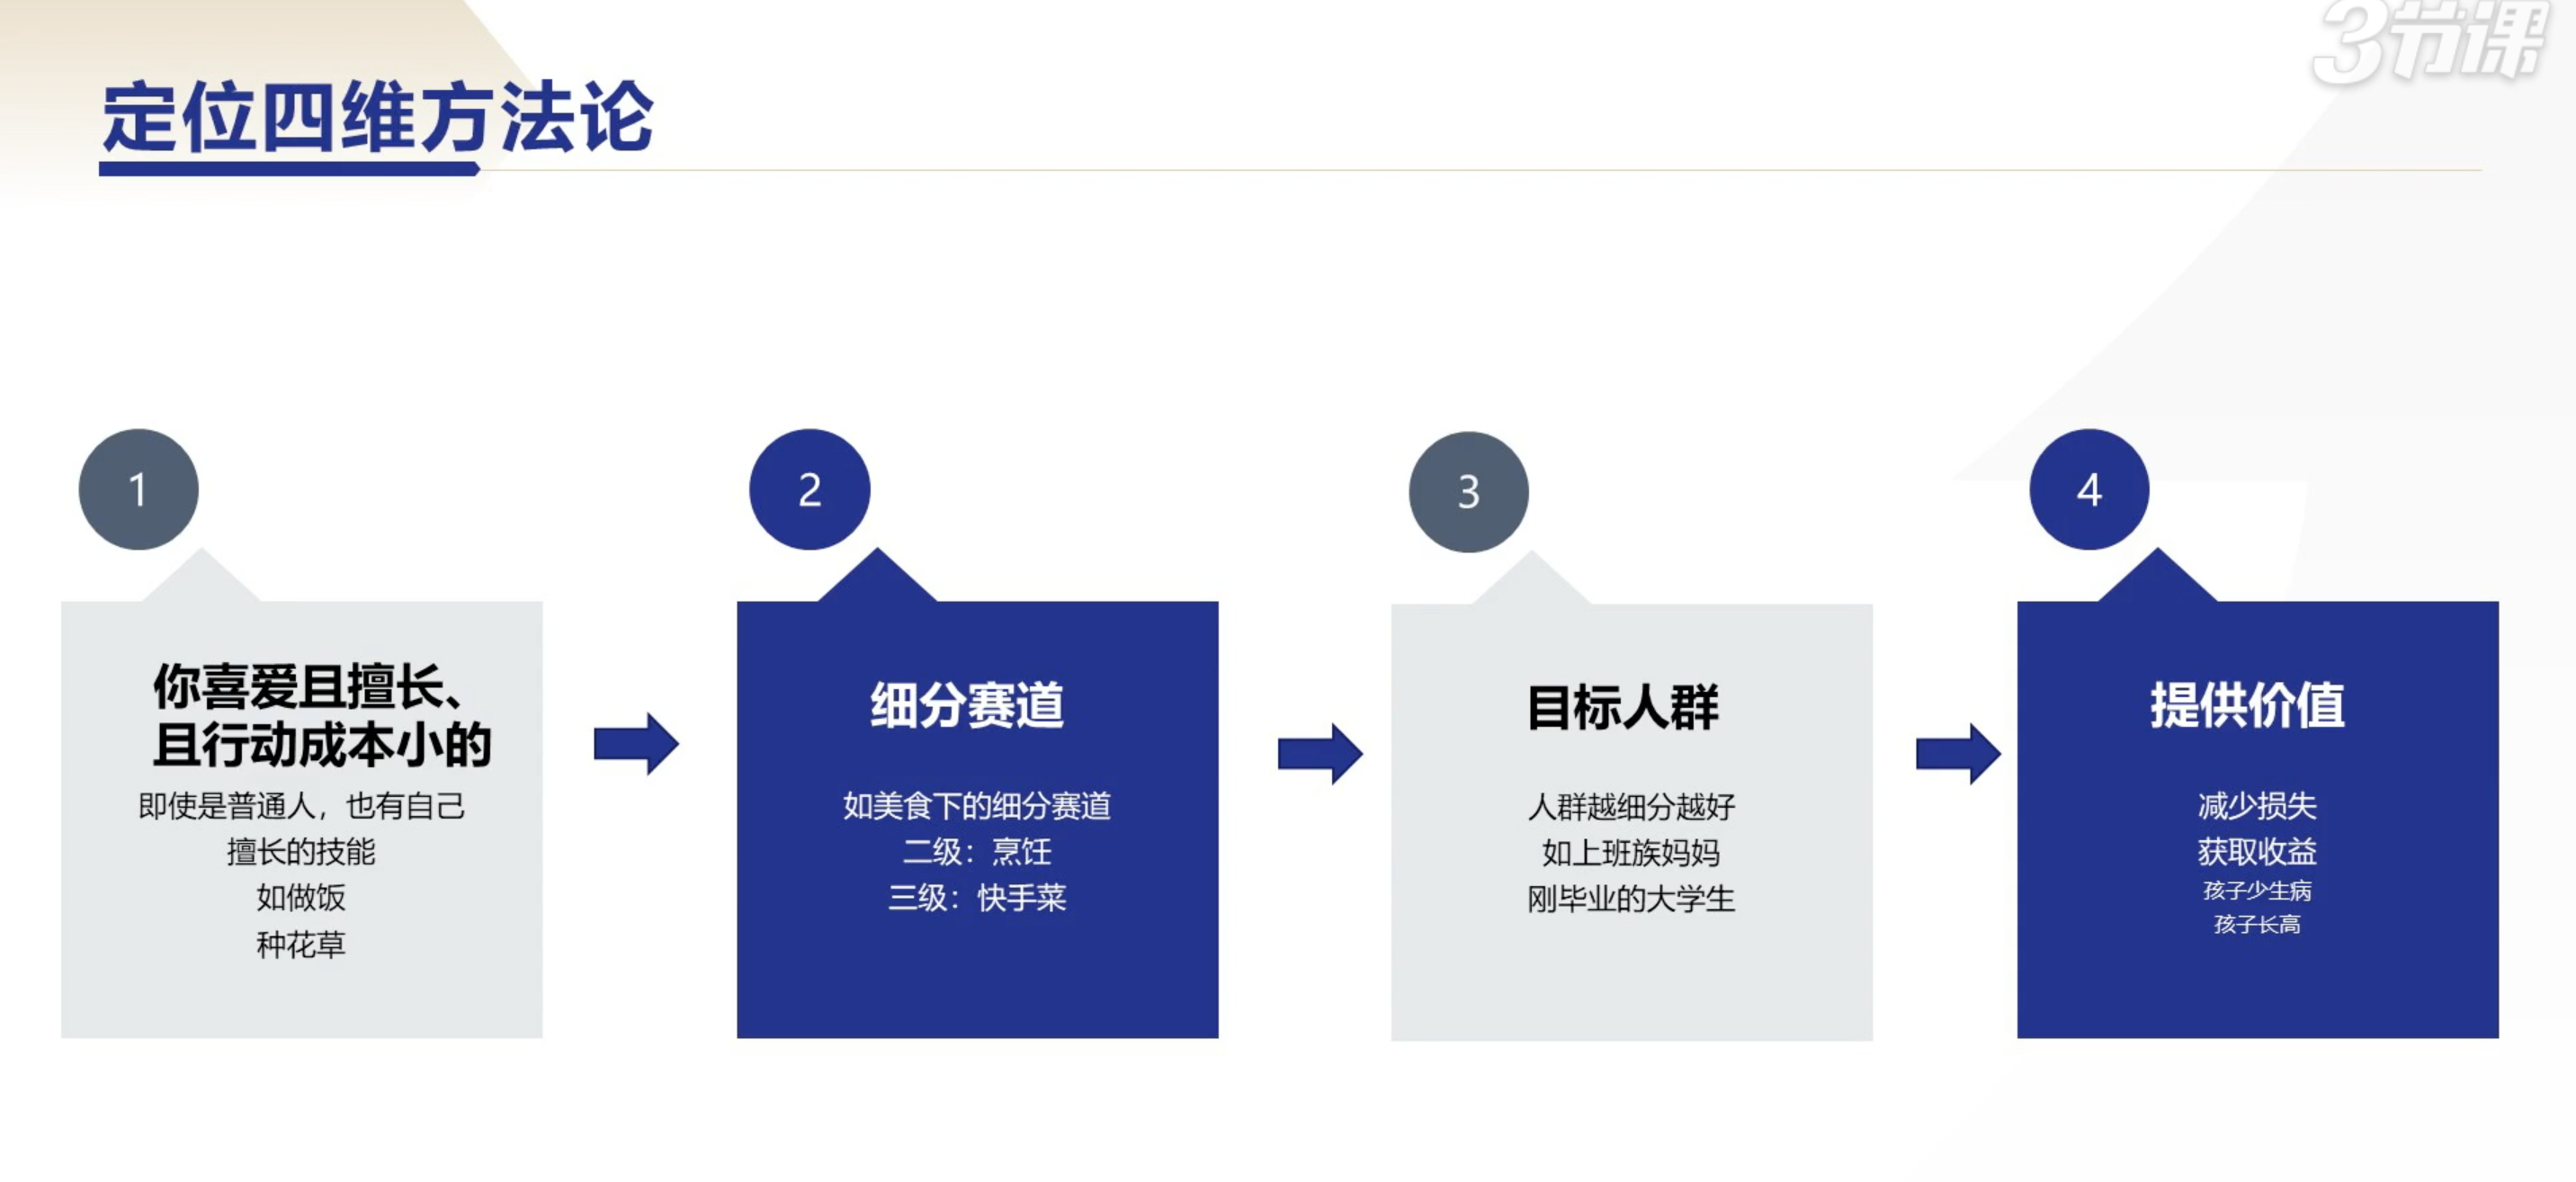 3节课
定位四维方法论
1
你喜爱且擅长、
且行动成本小的
即使是普通人，也有自己
擅长的技能
如做饭
种花草
2
细分赛道
如美食下的细分赛道
二级：烹饪
三级：快手菜
3
目标人群
人群越细分越好
如上班族妈妈
刚毕业的大学生
4
提供价值
减少损失
获取收益
孩子少生病
孩子长高